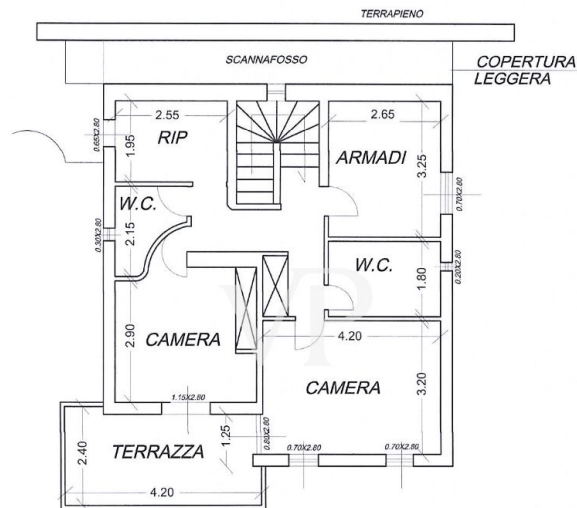 TERRAPIENO
SCANNAFOSSO
COPERTURA
LEGGERA
2.55
2.65
0.65X2.80
1.95
RIP
ARMADI
3.25
0.70X2.80
W.C.
2.15
0.30X2.80
W.C.
1.80
0.20X2.80
VP
2.90
CAMERA
4.20
CAMERA
3.20
1.15X2.80
1.25
0.80X2.80
0.70X2.80
0.70X2.80
TERRAZZA
2.40
4.20